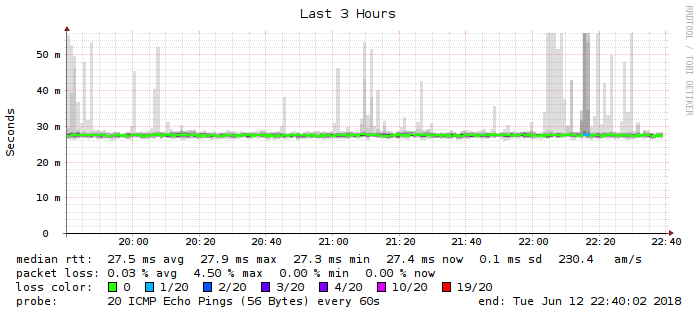 Last 3 Hours
RRDTOOL / TOBI OETIKER
Seconds
50 m
40 m
30 m
20 m
10 m
0
20:00 20:20 20:40 21:00 21:20 21:40 22:00 22:20 22:40
median rtt: 27.5 ms avg 27.9 ms max 27.3 ms min 27.4 ms now 0.1 ms sd 230.4 am/s
packet loss: 0.03 % avg 4.50 % max 0.00 % min 0.00 % now
loss color: 0 1/20 2/20 3/20 4/20 10/20 19/20
probe: 20 ICMP Echo Pings (56 Bytes) every 60s end: Tue Jun 12 22:40:02 2018